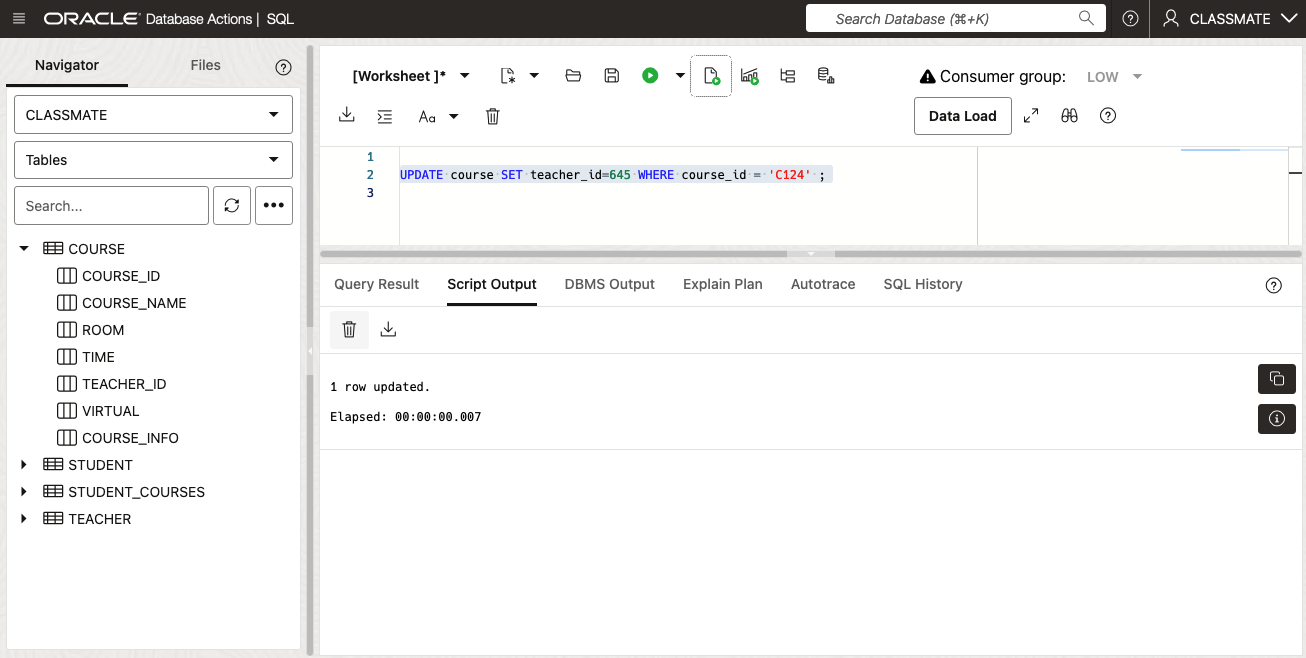 ORACLE Database Actions | SQL
Search Database (⌘+K)
CLASSMATE
Navigator
Files
CLASSMATE
Tables
Search...
COURSE
COURSE_ID
COURSE_NAME
ROOM
TIME
TEACHER_ID
VIRTUAL
COURSE_INFO
STUDENT
STUDENT_COURSES
TEACHER
[Worksheet ]*
Consumer group: LOW
Aa
Data Load
1
2 UPDATE course SET teacher_id=645 WHERE course_id = 'C124' ;
3
Query Result Script Output DBMS Output Explain Plan Autotrace SQL History
1 row updated.
Elapsed: 00:00:00.007